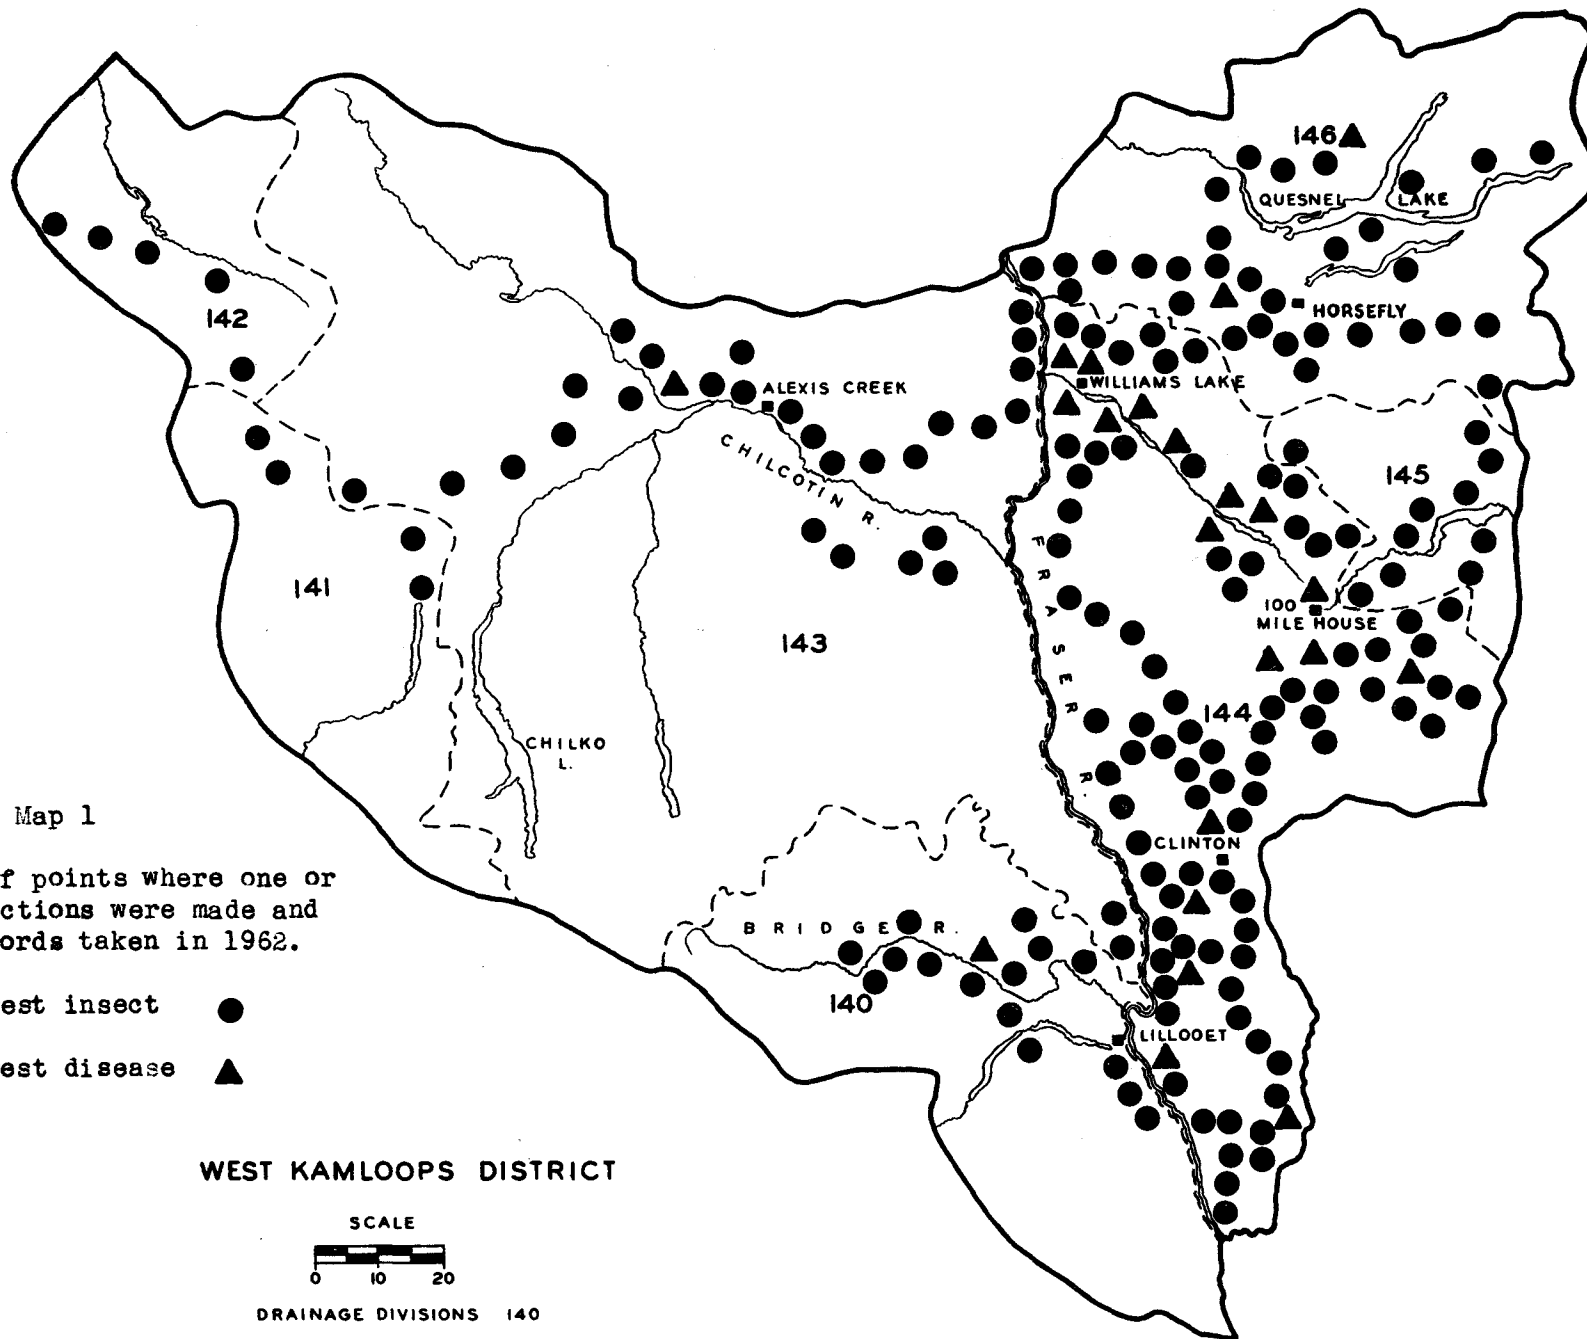 146
QUESNEL LAKE
HORSEFLY
142
WILLIAMS LAKE
ALEXIS CREEK
CHILCOTIN R.
145
FRASER R.
141
100
MILE HOUSE
143
144
CHILKO
L.
Map 1
CLINTON
f points where one or
ctions were made and
ords taken in 1962.
BRIDGE R.
est insect
140
LILLOOET
est disease
WEST KAMLOOPS DISTRICT
SCALE
0 10 20
DRAINAGE DIVISIONS 140